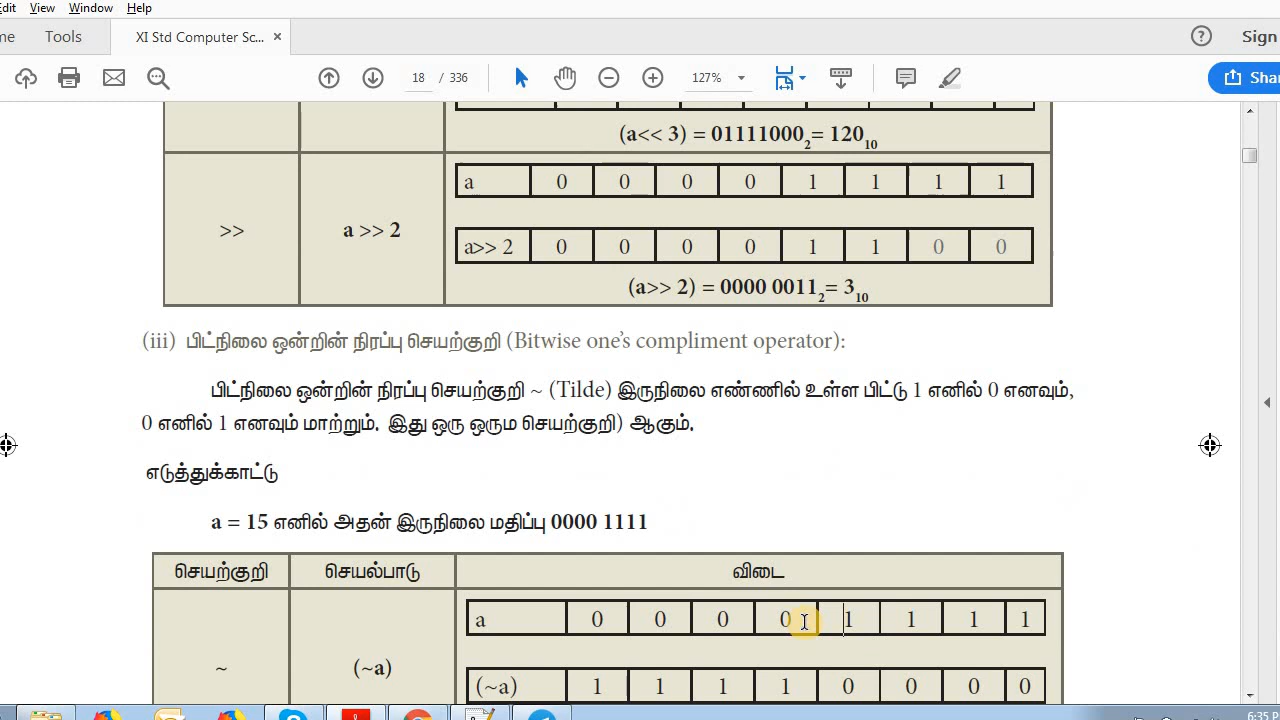 Edit View Window Help
Tools XI Std Computer Sc... × Sign
18 / 336 127% Share
(a<< 3) = 01111000₂= 120₁₀
>> a >> 2
a 0 0 0 0 1 1 1 1
a>> 2 0 0 0 0 1 1 0 0
(a>> 2) = 0000 0011₂= 3₁₀
(iii) பிட்நிலை ஒன்றின் நிரப்பு செயற்குறி (Bitwise one's compliment operator):
பிட்நிலை ஒன்றின் நிரப்பு செயற்குறி ~ (Tilde) இருநிலை எண்ணில் உள்ள பிட்டு 1 எனில் 0 எனவும்,
0 எனில் 1 எனவும் மாற்றும். இது ஒரு ஒரும செயற்குறி) ஆகும்.
எடுத்துக்காட்டு
a = 15 எனில் அதன் இருநிலை மதிப்பு 0000 1111
செயற்குறி செயல்பாடு விடை
a 0 0 0 0 1 1 1 1
~ (~a)
(~a) 1 1 1 1 0 0 0 0